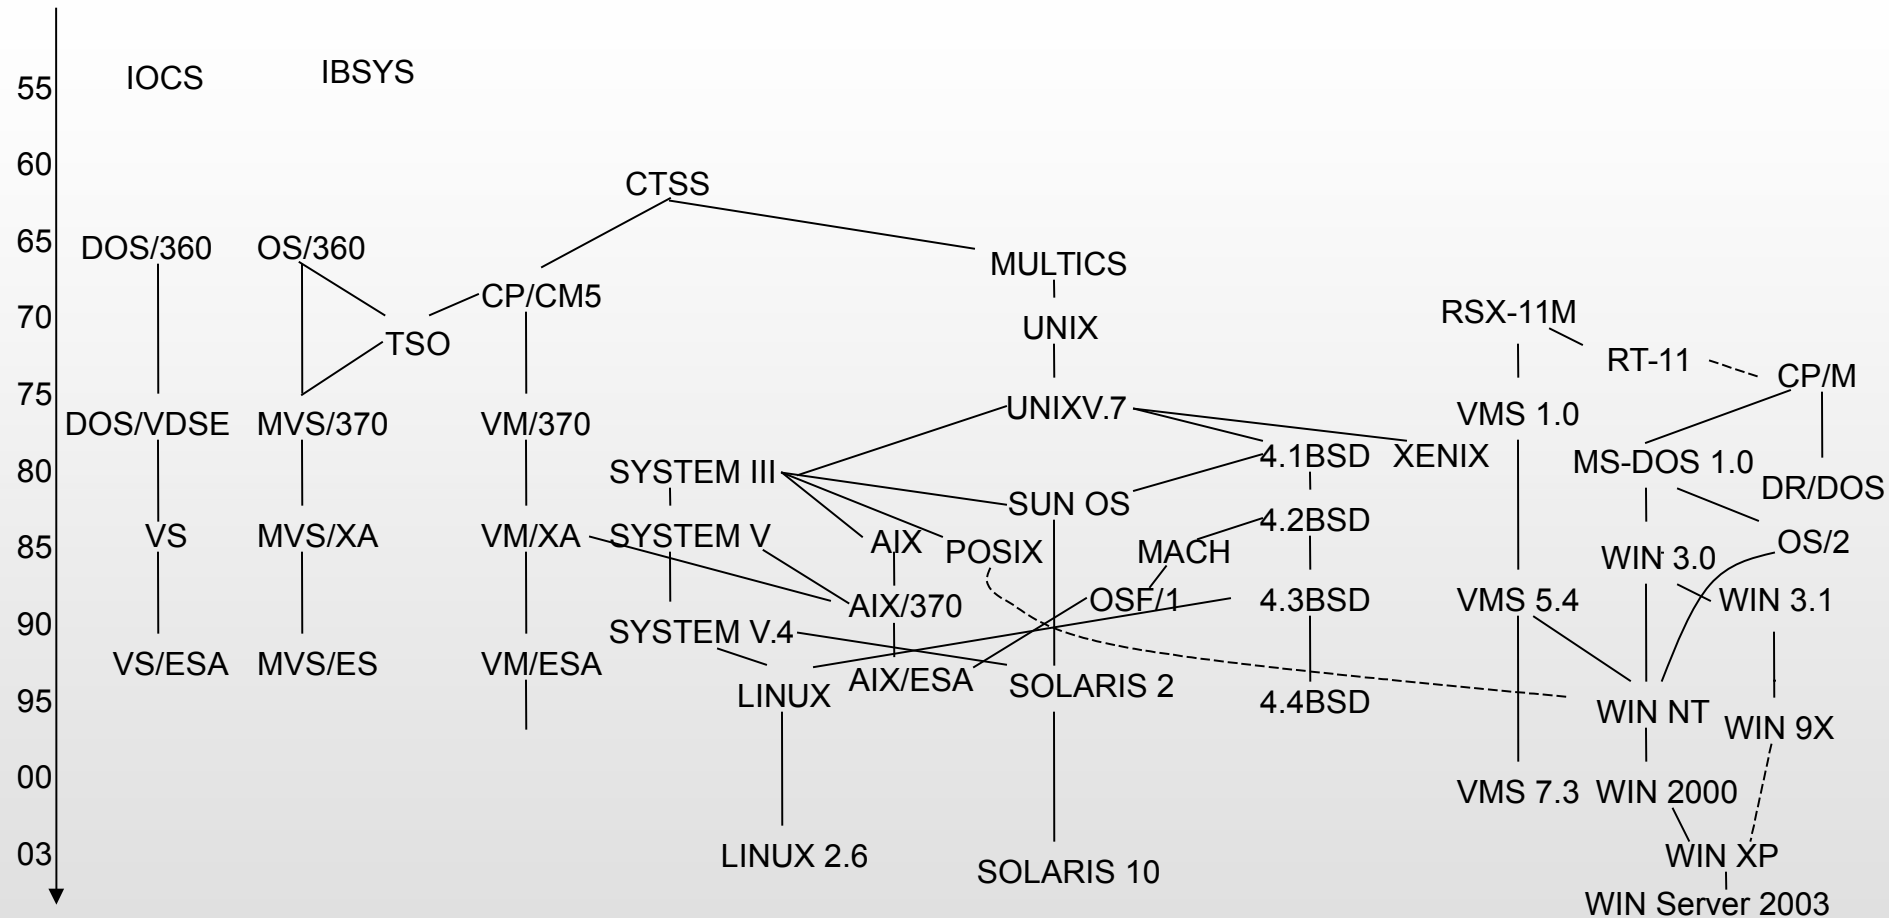 55
IOCS
IBSYS
60
CTSS
65
DOS/360
OS/360
MULTICS
CP/CM5
70
RSX-11M
UNIX
TSO
RT-11
CP/M
75
UNIXV.7
VMS 1.0
DOS/VDSE
MVS/370
VM/370
4.1BSD
XENIX
MS-DOS 1.0
80
SYSTEM III
DR/DOS
SUN OS
4.2BSD
VS
MVS/XA
VM/XA
SYSTEM V
AIX
OS/2
85
POSIX
MACH
WIN 3.0
AIX/370
OSF/1
4.3BSD
VMS 5.4
WIN 3.1
90
SYSTEM V.4
VS/ESA
MVS/ES
VM/ESA
AIX/ESA
SOLARIS 2
LINUX
95
4.4BSD
WIN NT
WIN 9X
00
VMS 7.3
WIN 2000
03
LINUX 2.6
WIN XP
SOLARIS 10
WIN Server 2003